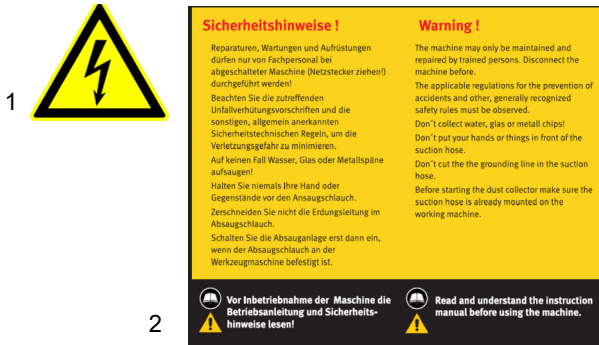 1
Sicherheitshinweise !
Reparaturen, Wartungen und Aufrüstungen
dürfen nur von Fachpersonal bei
abgeschalteter Maschine (Netzstecker ziehen!)
durchgeführt werden!
Beachten Sie die zutreffenden
Unfallverhütungsvorschriften und die
sonstigen, allgemein anerkannten
Sicherheitstechnischen Regeln, um die
Verletzungsgefahr zu minimieren.
Auf keinen Fall Wasser, Glas oder Metallspäne
aufsaugen!
Halten Sie niemals Ihre Hand oder
Gegenstände vor den Ansaugschlauch.
Zerschneiden Sie nicht die Erdungsleitung im
Absaugschlauch.
Schalten Sie die Absauganlage erst dann ein,
wenn der Absaugschlauch an der
Werkzeugmaschine befestigt ist.
Warning !
The machine may only be maintained and
repaired by trained persons. Disconnect the
machine before.
The applicable regulations for the prevention of
accidents and other, generally recognized
safety rules must be observed.
Don´t collect water, glas or metall chips!
Don´t put your hands or things in front of the
suction hose.
Don´t cut the the grounding line in the suction
hose.
Before starting the dust collector make sure the
suction hose is already mounted on the
working machine.
2
Vor Inbetriebnahme der Maschine die
Betriebsanleitung und Sicherheits-
hinweise lesen!
Read and understand the instruction
manual before using the machine.